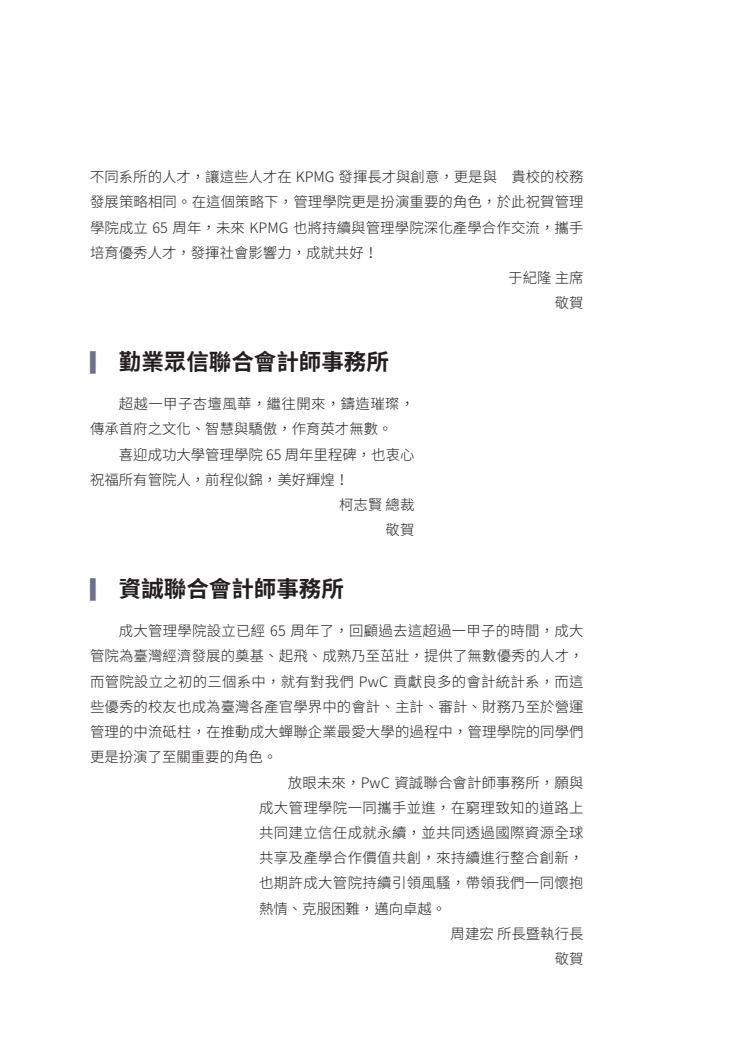 不同系所的人才，讓這些人才在 KPMG 發揮長才與創意，更是與　貴校的校務
發展策略相同。在這個策略下，管理學院更是扮演重要的角色，於此祝賀管理
學院成立 65 周年，未來 KPMG 也將持續與管理學院深化產學合作交流，攜手
培育優秀人才，發揮社會影響力，成就共好！
于紀隆 主席
敬賀
勤業眾信聯合會計師事務所
超越一甲子杏壇風華，繼往開來，鑄造璀璨，
傳承首府之文化、智慧與驕傲，作育英才無數。
喜迎成功大學管理學院 65 周年里程碑，也衷心
祝福所有管院人，前程似錦，美好輝煌！
柯志賢 總裁
敬賀
資誠聯合會計師事務所
成大管理學院設立已經 65 周年了，回顧過去這超過一甲子的時間，成大
管院為臺灣經濟發展的奠基、起飛、成熟乃至茁壯，提供了無數優秀的人才，
而管院設立之初的三個系中，就有對我們 PwC 貢獻良多的會計統計系，而這
些優秀的校友也成為臺灣各產官學界中的會計、主計、審計、財務乃至於營運
管理的中流砥柱，在推動成大蟬聯企業最愛大學的過程中，管理學院的同學們
更是扮演了至關重要的角色。
放眼未來，PwC 資誠聯合會計師事務所，願與
成大管理學院一同攜手並進，在窮理致知的道路上
共同建立信任成就永續，並共同透過國際資源全球
共享及產學合作價值共創，來持續進行整合創新，
也期許成大管院持續引領風騷，帶領我們一同懷抱
熱情、克服困難，邁向卓越。
周建宏 所長暨執行長
敬賀